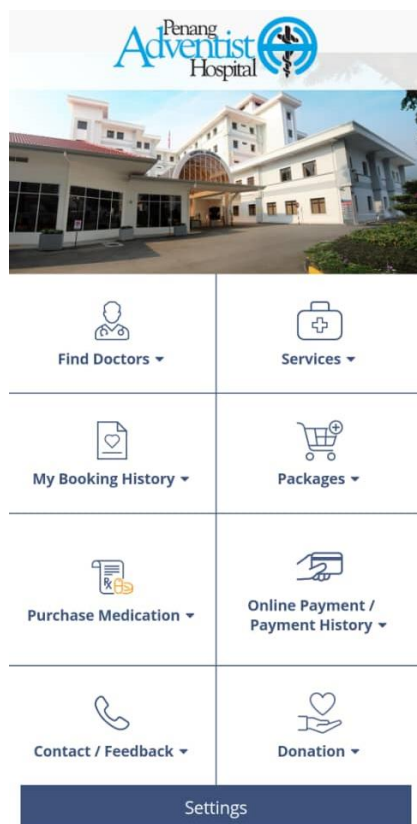 Penang
Adventist
Hospital
Find Doctors
Services
My Booking History
Packages
Rx
Purchase Medication
Online Payment /
Payment History
Contact / Feedback
Donation
Settings